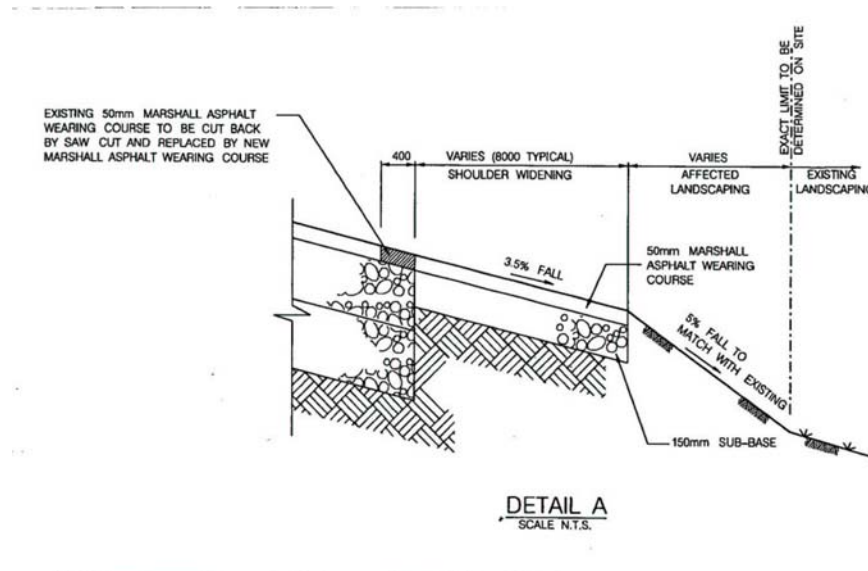 EXACT LIMIT TO BE
DETERMINED ON SITE
EXISTING 50mm MARSHALL ASPHALT
WEARING COURSE TO BE CUT BACK
BY SAW CUT AND REPLACED BY NEW
MARSHALL ASPHALT WEARING COURSE
400
VARIES (8000 TYPICAL)
SHOULDER WIDENING
VARIES
AFFECTED
LANDSCAPING
EXISTING
LANDSCAPING
3.5% FALL
50mm MARSHALL
ASPHALT WEARING
COURSE
5% FALL TO
MATCH WITH EXISTING
150mm SUB-BASE
DETAIL A
SCALE N.T.S.